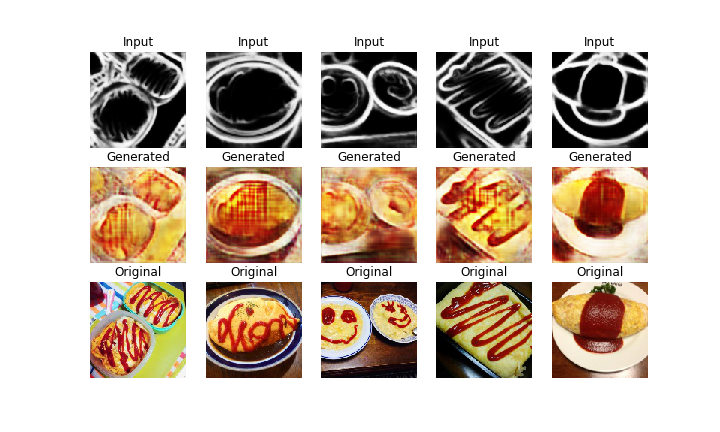 Input Input Input Input Input
Generated Generated Generated Generated Generated
Original Original Original Original Original